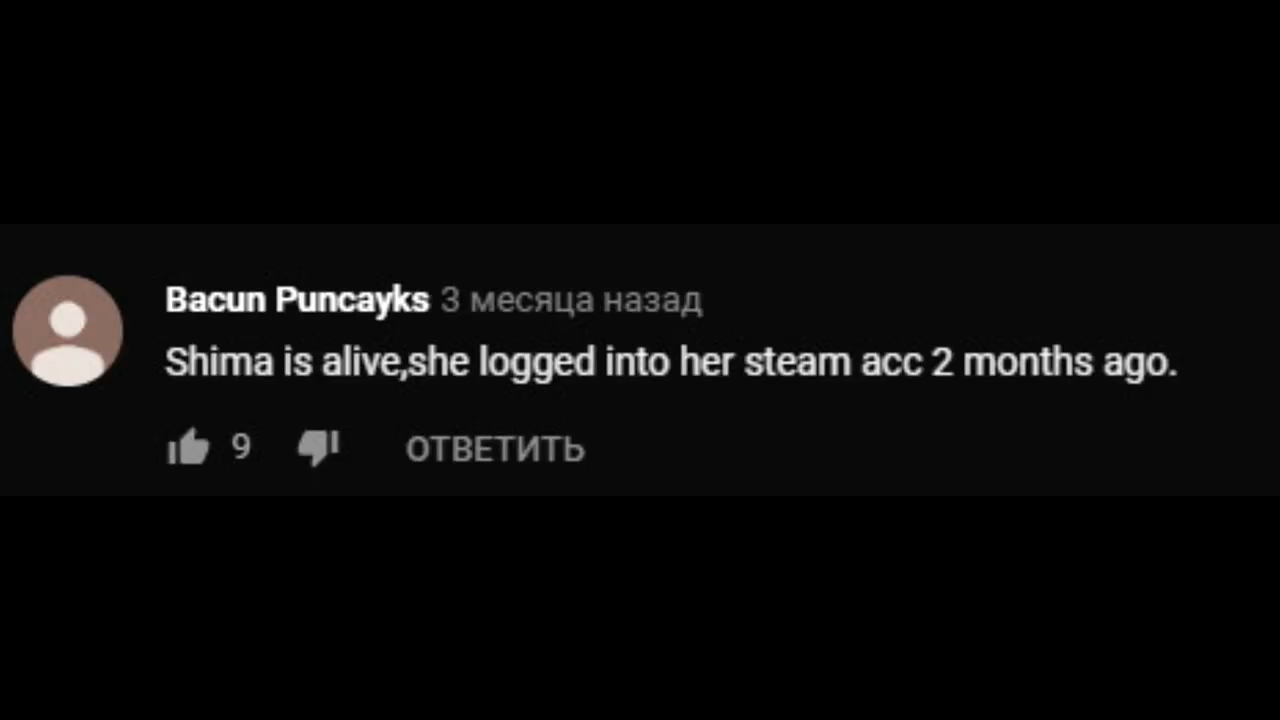 Bacun Puncayks 3 месяца назад
Shima is alive,she logged into her steam acc 2 months ago.
9 ОТВЕТИТЬ